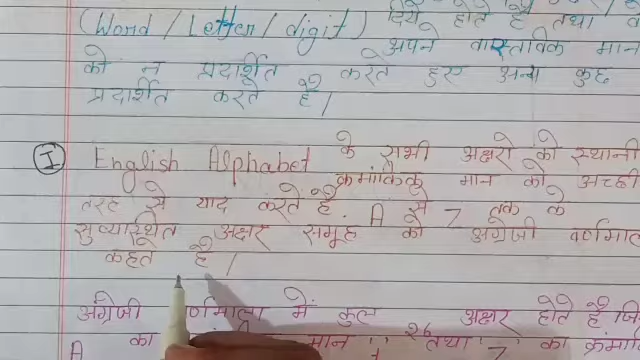 दिये होते हैं तथा
(Word / Letter / digit) अपने वास्तविक मान
को न प्रदर्शित करते हुए अन्य कुछ
प्रदर्शित करते हैं।
I English Alphabet के सभी अक्षरो को स्थानी
क्रमांकिक मान को अच्छी
तरह से याद करते हैं. A से Z तक के
सुव्यास्थित अक्षर समूह को अंग्रेजी वर्णमाल
कहते है।
अंग्रेजी वर्णमाला में कुल 26 अक्षर होते हैं जि
A का मान "1" तथा "Z" का क्रमां